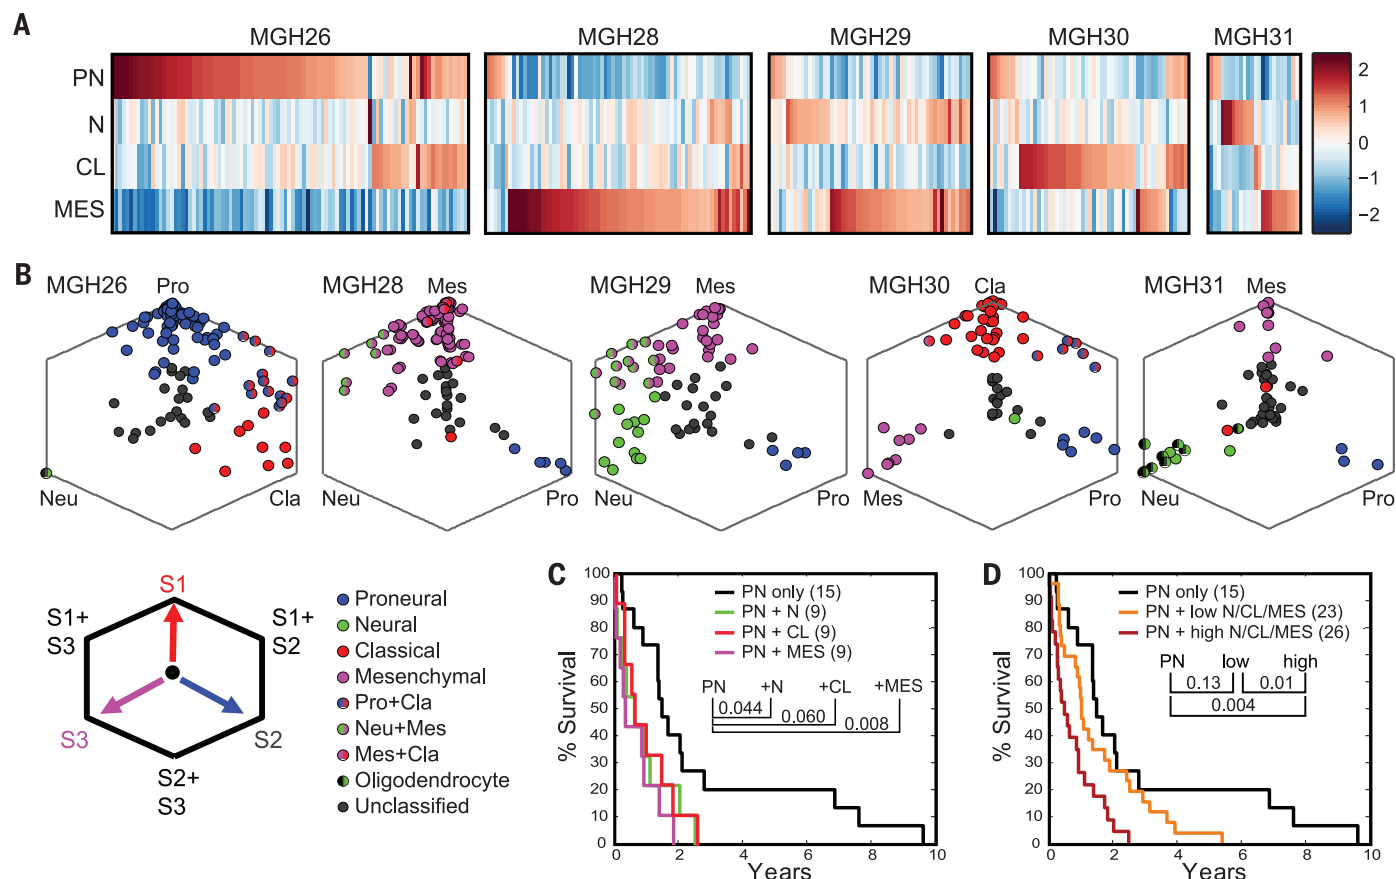 A
MGH26 MGH28 MGH29 MGH30 MGH31
PN
N
CL
MES
2
1
0
−1
−2
B
MGH26 Pro
Neu Cla
MGH28 Mes
Neu Pro
MGH29 Mes
Neu Pro
MGH30 Cla
Mes Pro
MGH31 Mes
Neu Pro
S1
S1+
S3
S1+
S2
S3
S2
S2+
S3
Proneural
Neural
Classical
Mesenchymal
Pro+Cla
Neu+Mes
Mes+Cla
Oligodendrocyte
Unclassified
C
% Survival
100
90
80
70
60
50
40
30
20
10
0
0 2 4 6 8 10
Years
PN only (15)
PN + N (9)
PN + CL (9)
PN + MES (9)
PN +N +CL +MES
0.044
0.060
0.008
D
% Survival
100
90
80
70
60
50
40
30
20
10
0
0 2 4 6 8 10
Years
PN only (15)
PN + low N/CL/MES (23)
PN + high N/CL/MES (26)
PN low high
0.13 0.01
0.004